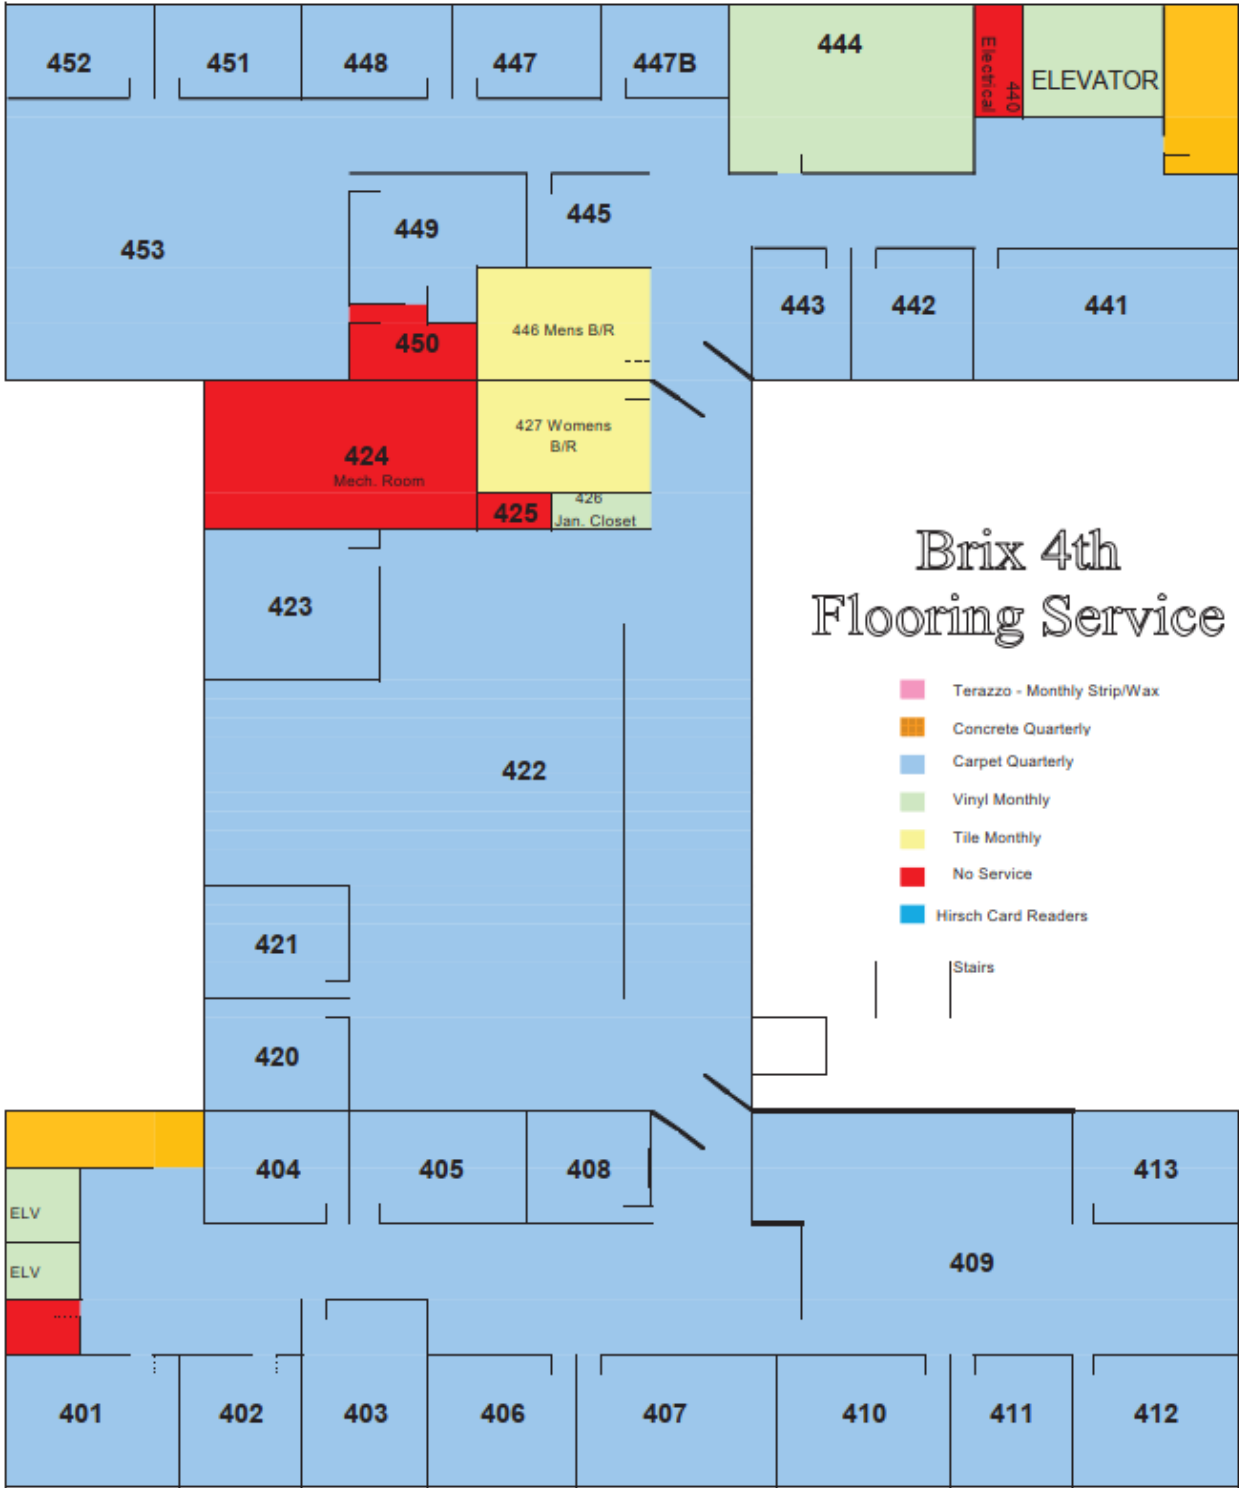 452
451
448
447
447B
444
Electrical
440
ELEVATOR
453
449
445
443
442
441
450
446 Mens B/R
427 Womens
B/R
424
Mech. Room
425
426
Jan. Closet
Brix 4th
Flooring Service
423
Terazzo - Monthly Strip/Wax
Concrete Quarterly
Carpet Quarterly
Vinyl Monthly
Tile Monthly
No Service
Hirsch Card Readers
Stairs
422
421
420
404
405
408
413
ELV
ELV
409
401
402
403
406
407
410
411
412